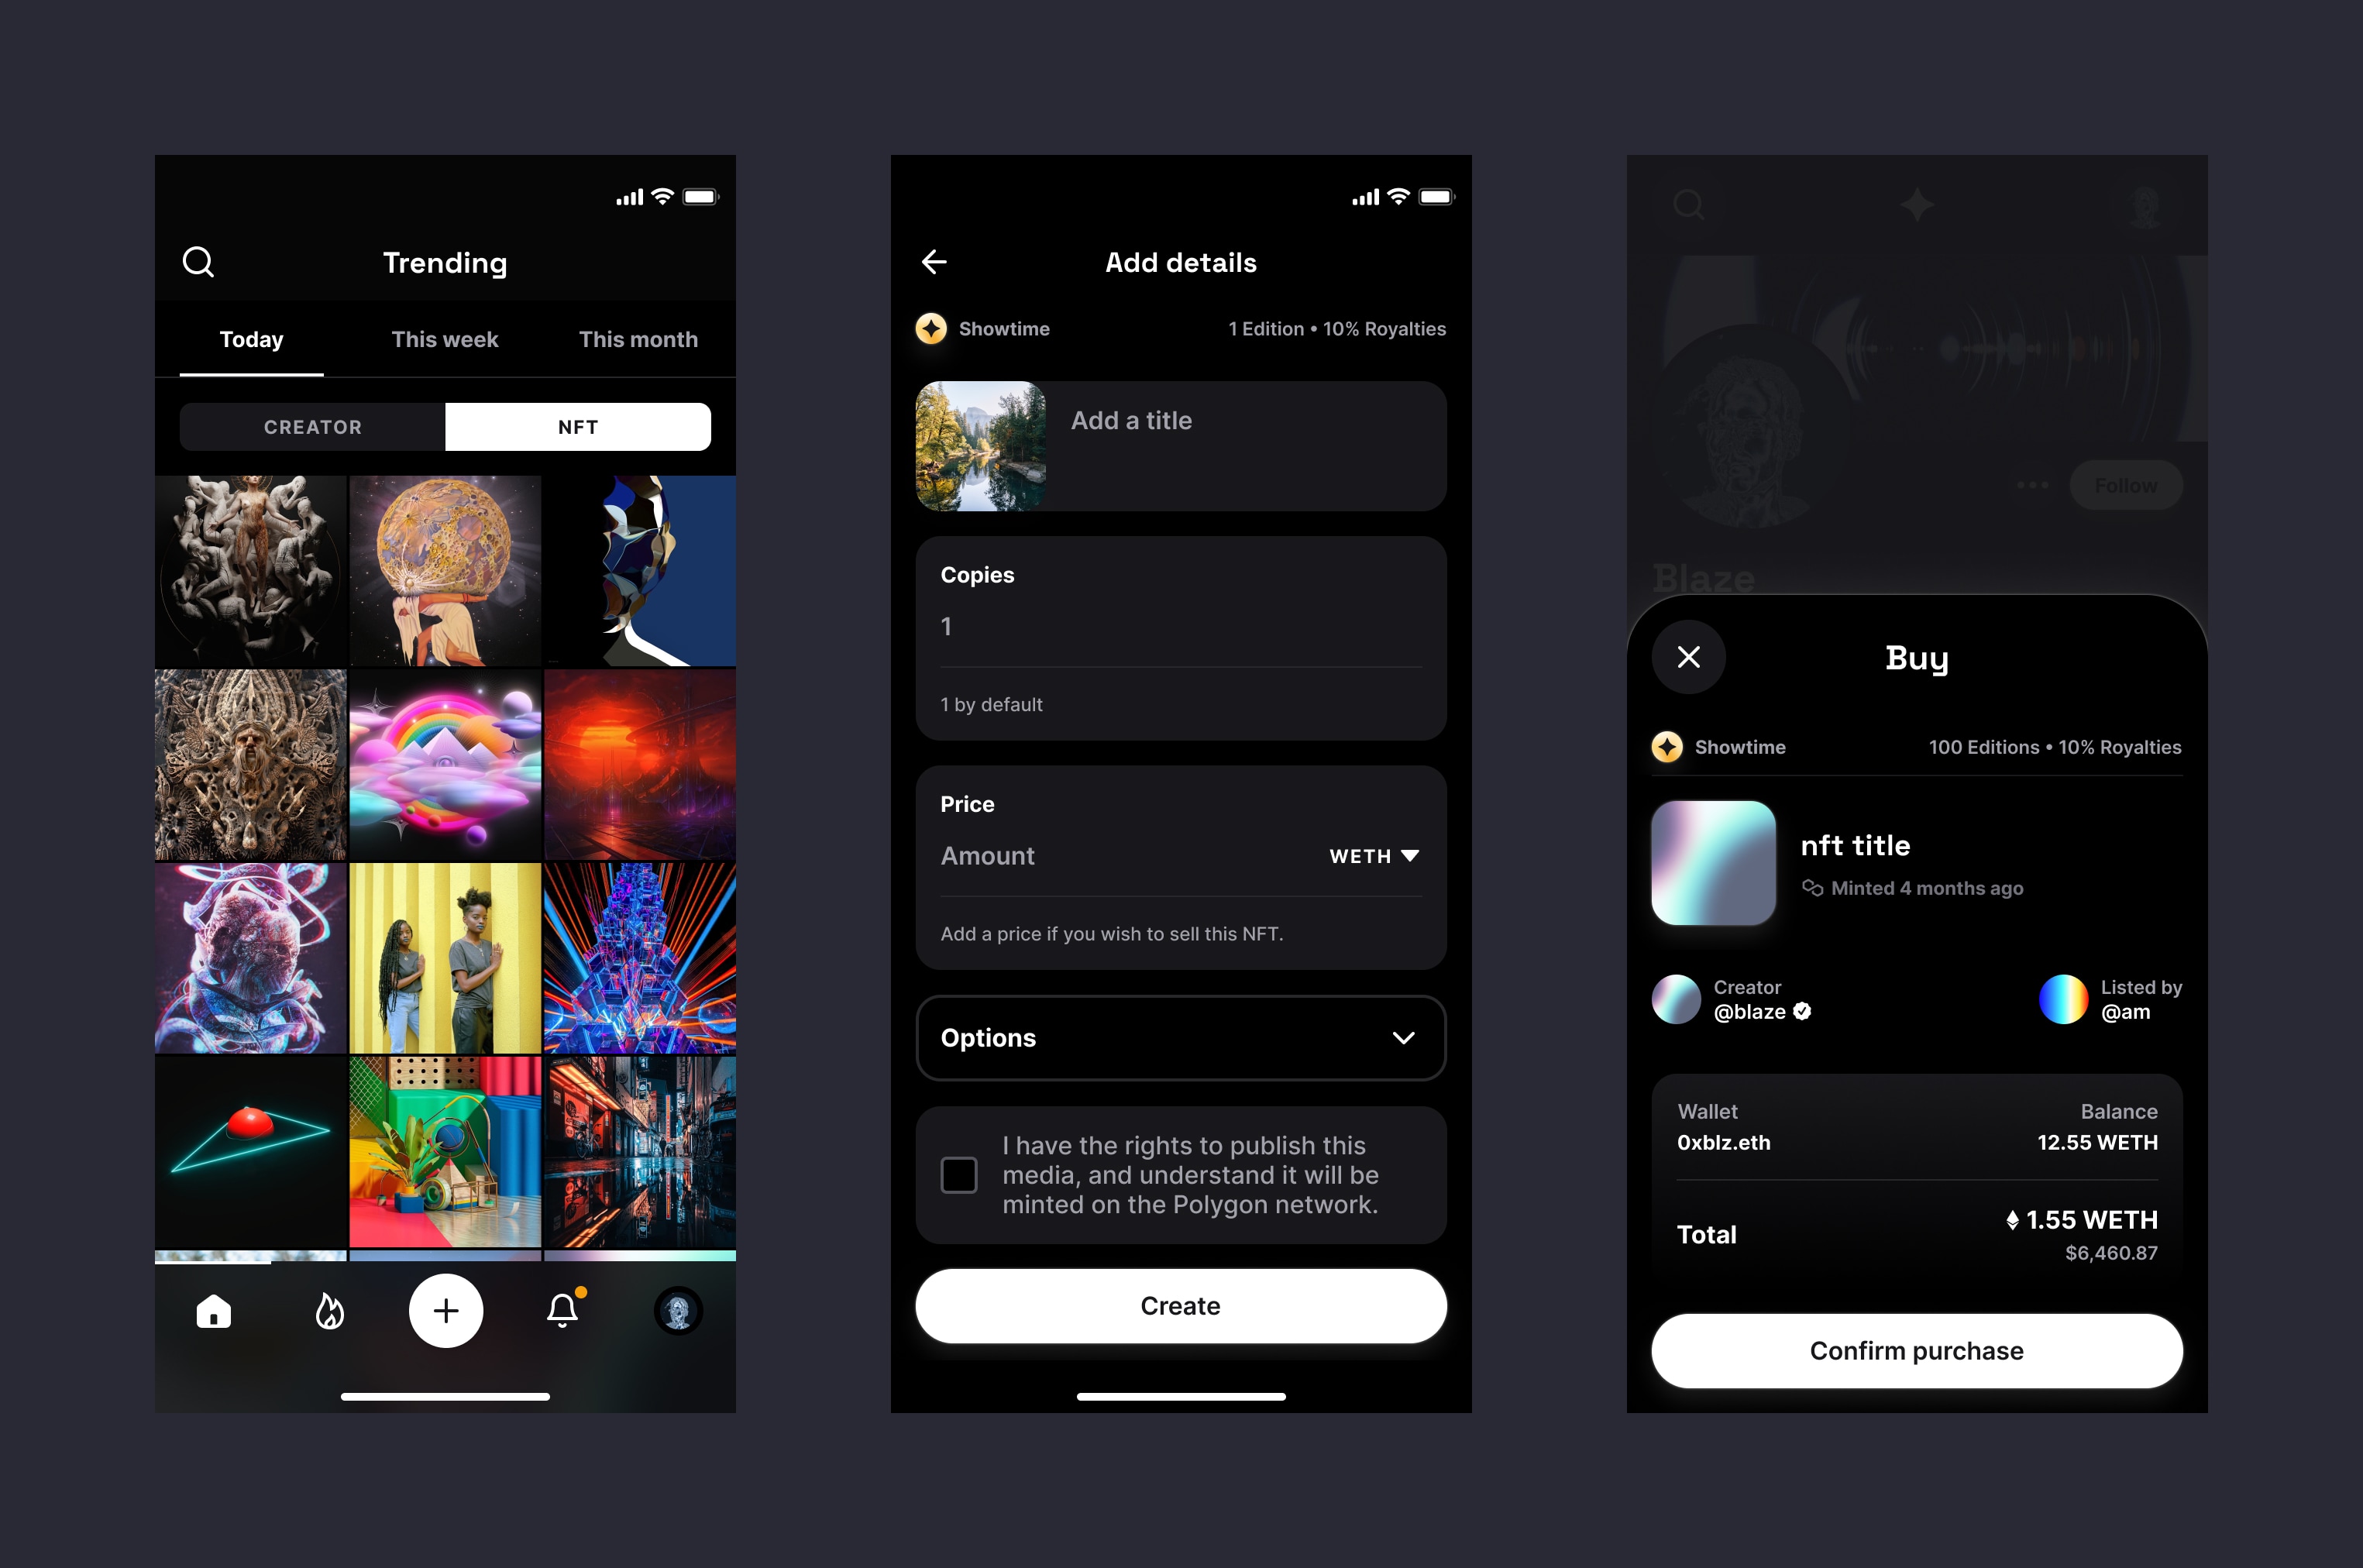 Trending
Today
This week
This month
CREATOR
NFT
Add details
Showtime
1 Edition • 10% Royalties
Add a title
Copies
1
1 by default
Price
Amount
WETH
Add a price if you wish to sell this NFT.
Options
I have the rights to publish this
media, and understand it will be
minted on the Polygon network.
Create
Follow
Blaze
Buy
Showtime
100 Editions • 10% Royalties
nft title
Minted 4 months ago
Creator
@blaze
Listed by
@am
Wallet
0xblz.eth
Balance
12.55 WETH
Total
1.55 WETH
$6,460.87
Confirm purchase